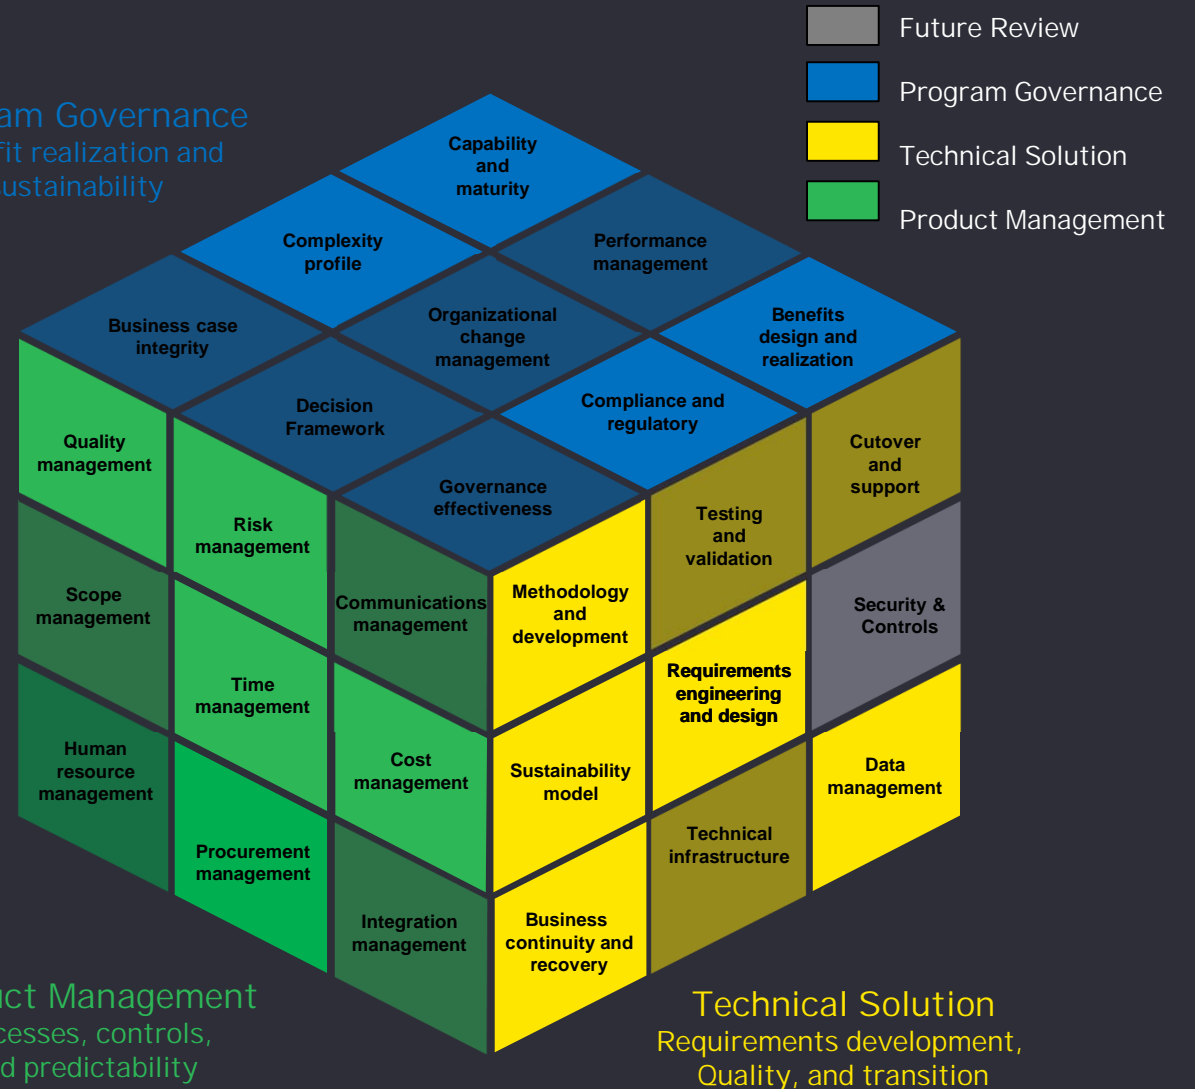 Future Review
Program Governance
Technical Solution
Product Management
am Governance
fit realization and
sustainability
Capability
and
maturity
Complexity
profile
Performance
management
Business case
integrity
Organizational
change
management
Benefits
design and
realization
Decision
Framework
Compliance and
regulatory
Governance
effectiveness
Quality
management
Risk
management
Communications
management
Scope
management
Time
management
Cost
management
Human
resource
management
Procurement
management
Integration
management
Methodology
and
development
Testing
and
validation
Cutover
and
support
Sustainability
model
Requirements
engineering
and design
Security &
Controls
Business
continuity and
recovery
Technical
infrastructure
Data
management
uct Management
cesses, controls,
d predictability
Technical Solution
Requirements development,
Quality, and transition